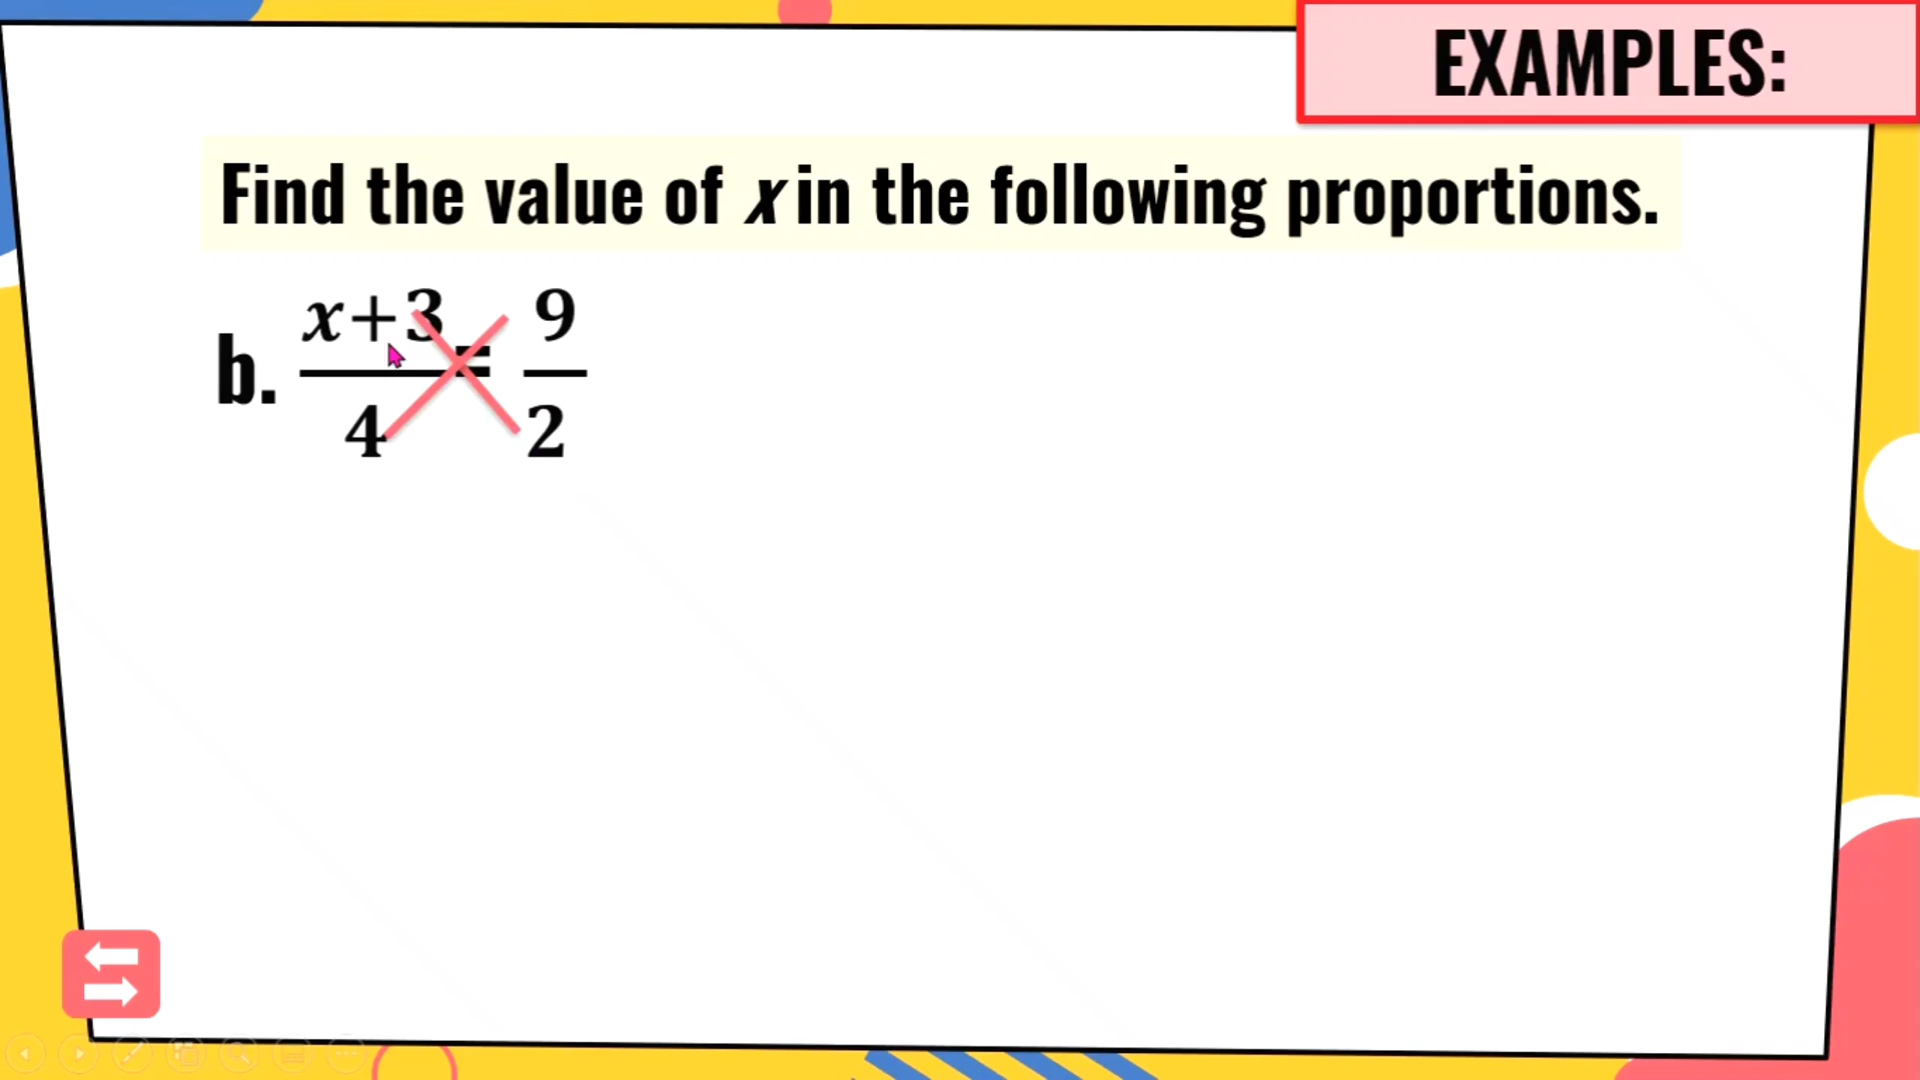 EXAMPLES:
Find the value of x in the following proportions.
b. x+3/4 = 9/2